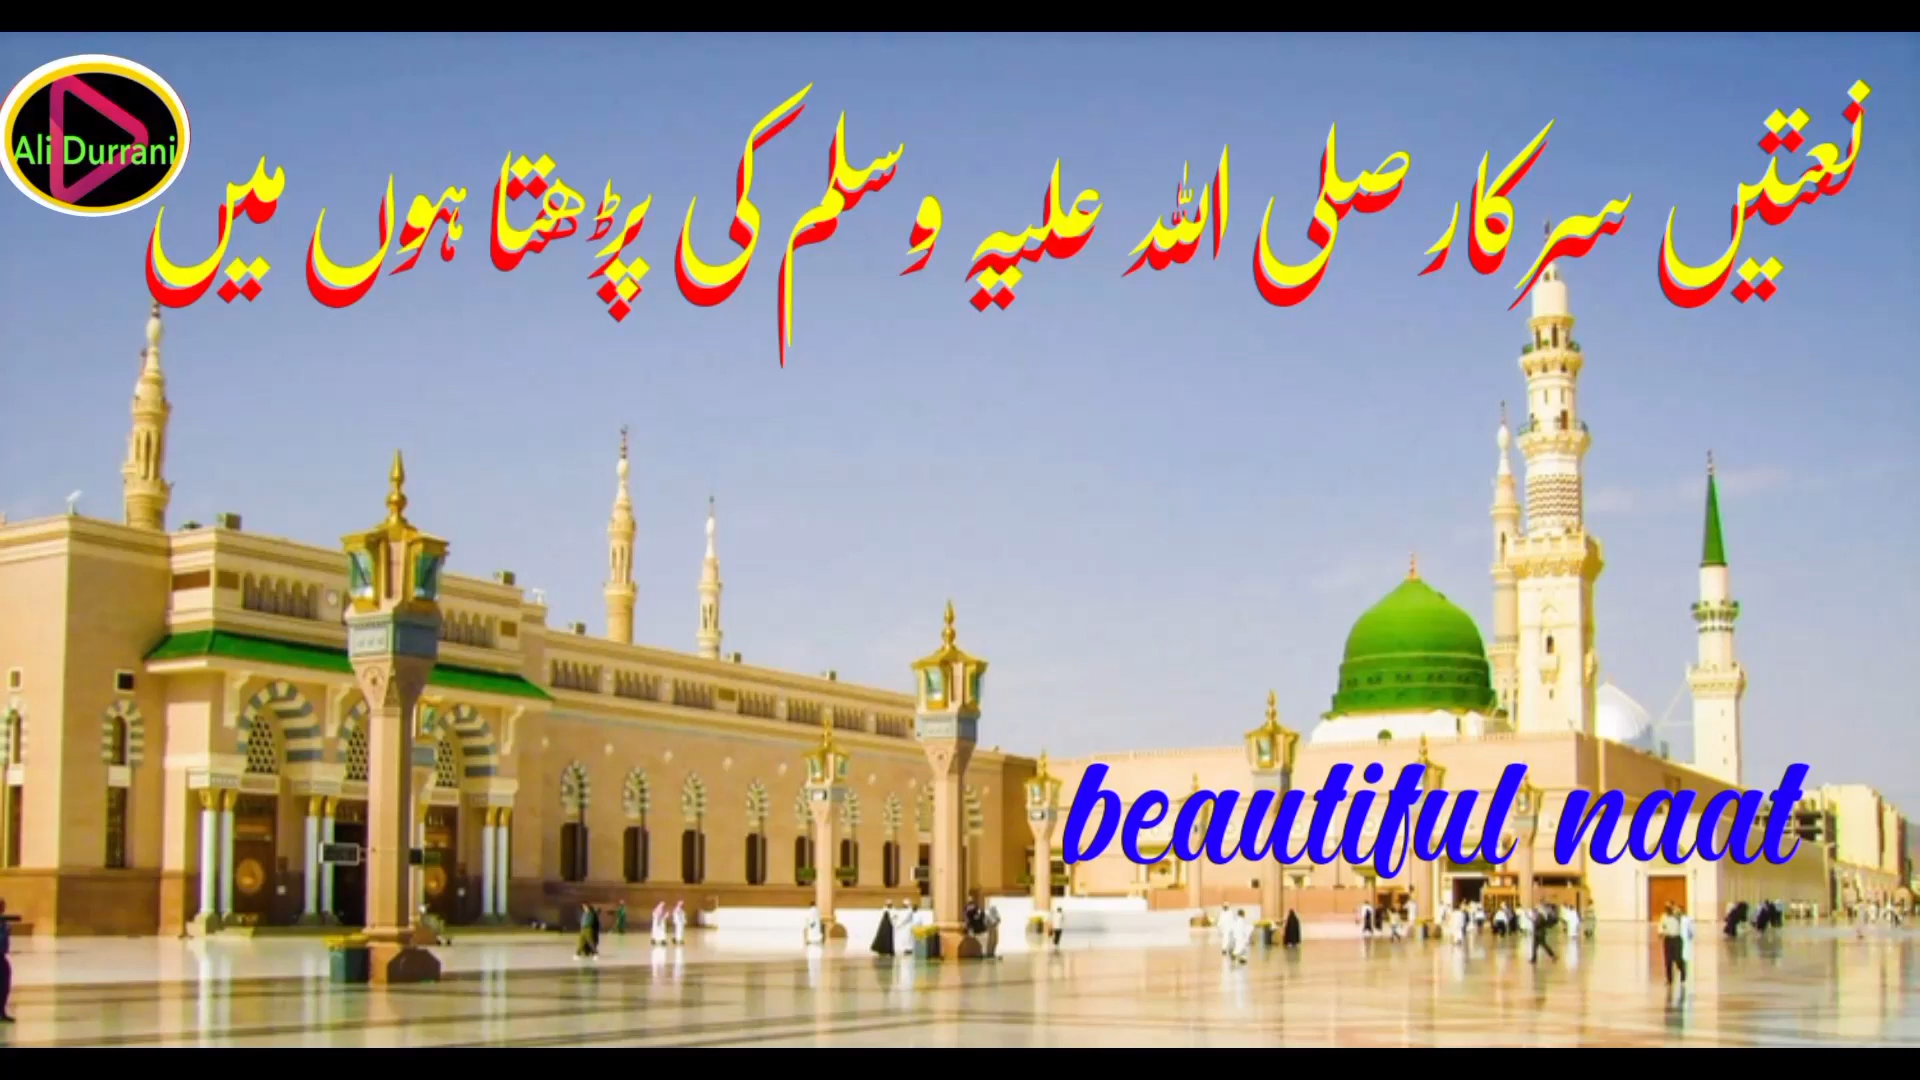 Ali Durrani
نعتیں سرکار صلی اللہ علیہ وسلم کی پڑھتا ہوں میں
beautiful naat